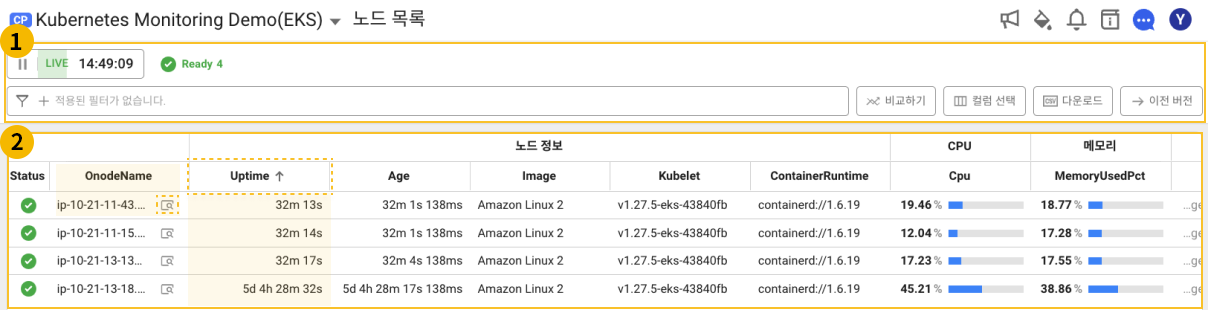 CP Kubernetes Monitoring Demo(EKS) 노드 목록
Y
1
LIVE 14:49:09 Ready 4
적용된 필터가 없습니다. 비교하기 컬럼 선택 CSV 다운로드 이전 버전
2
노드 정보 CPU 메모리
Status OnodeName Uptime ↑ Age Image Kubelet ContainerRuntime Cpu MemoryUsedPct
ip-10-21-11-43.... 32m 13s 32m 1s 138ms Amazon Linux 2 v1.27.5-eks-43840fb containerd://1.6.19 19.46 % 18.77 % ...ge
ip-10-21-11-15.... 32m 14s 32m 1s 138ms Amazon Linux 2 v1.27.5-eks-43840fb containerd://1.6.19 12.04 % 17.28 % ...ge
ip-10-21-13-13... 32m 17s 32m 4s 138ms Amazon Linux 2 v1.27.5-eks-43840fb containerd://1.6.19 17.23 % 17.55 % ...ge
ip-10-21-13-18.... 5d 4h 28m 32s 5d 4h 28m 17s 138ms Amazon Linux 2 v1.27.5-eks-43840fb containerd://1.6.19 45.21 % 38.86 % ...ge